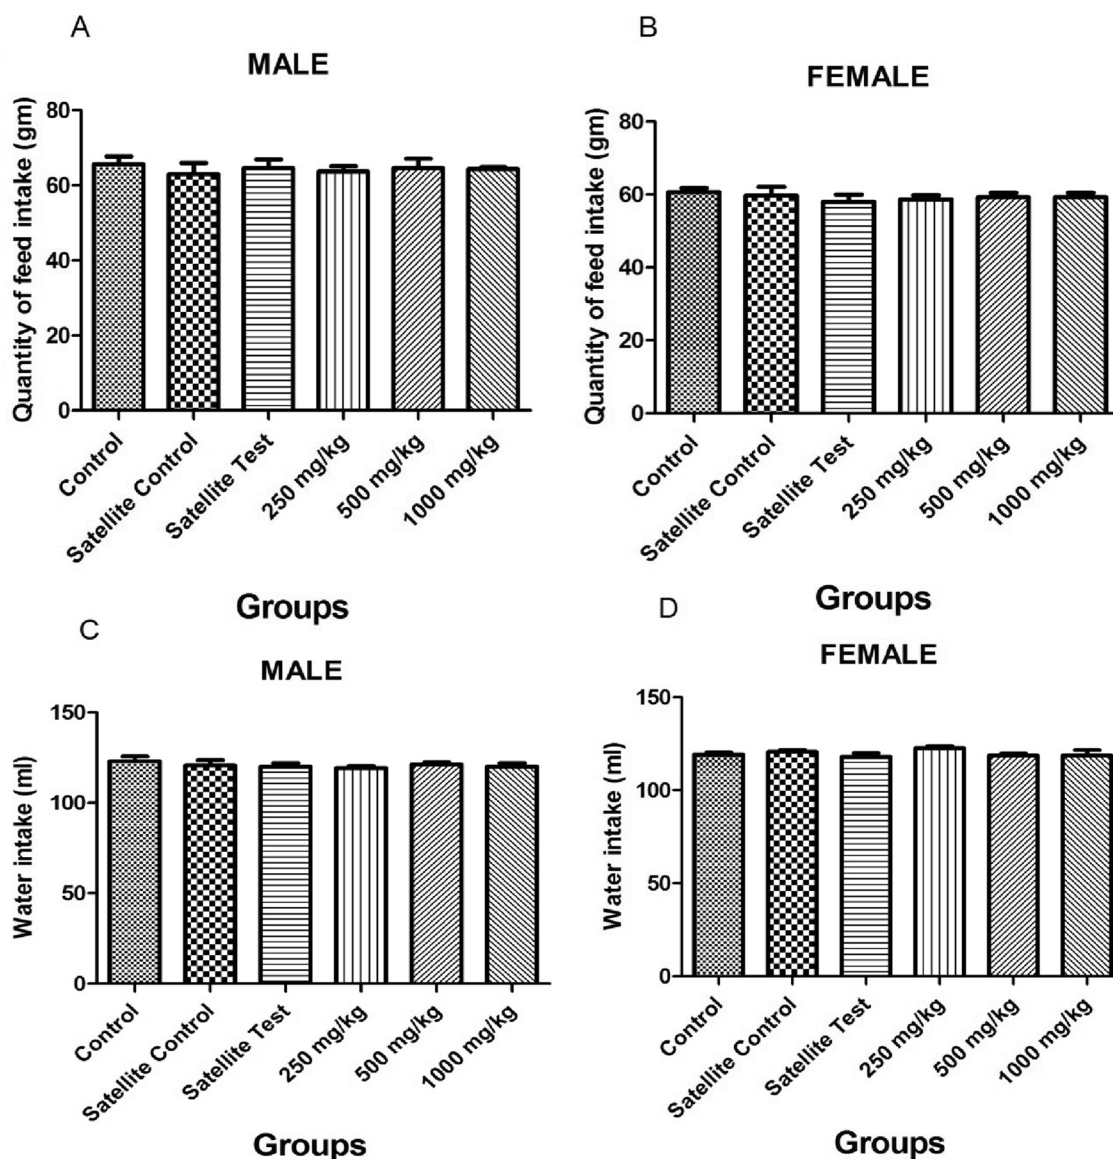 A
MALE
Quantity of feed intake (gm)
80
60
40
20
0
Control
Satellite Control
Satellite Test
250 mg/kg
500 mg/kg
1000 mg/kg
Groups
B
FEMALE
Quantity of feed intake (gm)
80
60
40
20
0
Control
Satellite Control
Satellite Test
250 mg/kg
500 mg/kg
1000 mg/kg
Groups
C
MALE
Water intake (ml)
150
100
50
0
Control
Satellite Control
Satellite Test
250 mg/kg
500 mg/kg
1000 mg/kg
Groups
D
FEMALE
Water intake (ml)
150
100
50
0
Control
Satellite Control
Satellite Test
250 mg/kg
500 mg/kg
1000 mg/kg
Groups